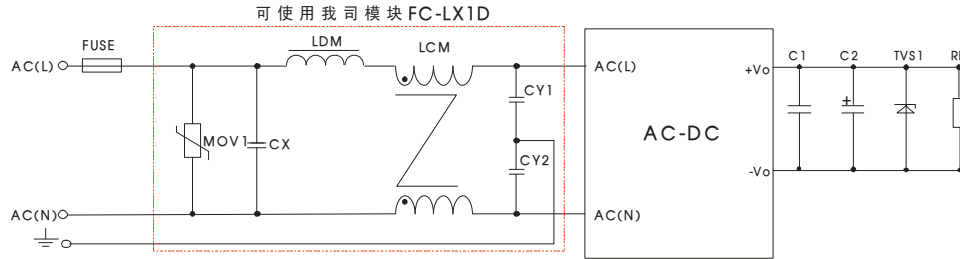 可使用我司模块FC-LX1D
FUSE
LDM
LCM
AC(L)
AC(L)
+Vo
C1
C2
TVS1
CY1
MOV1
CX
AC-DC
CY2
-Vo
AC(N)
AC(N)
+